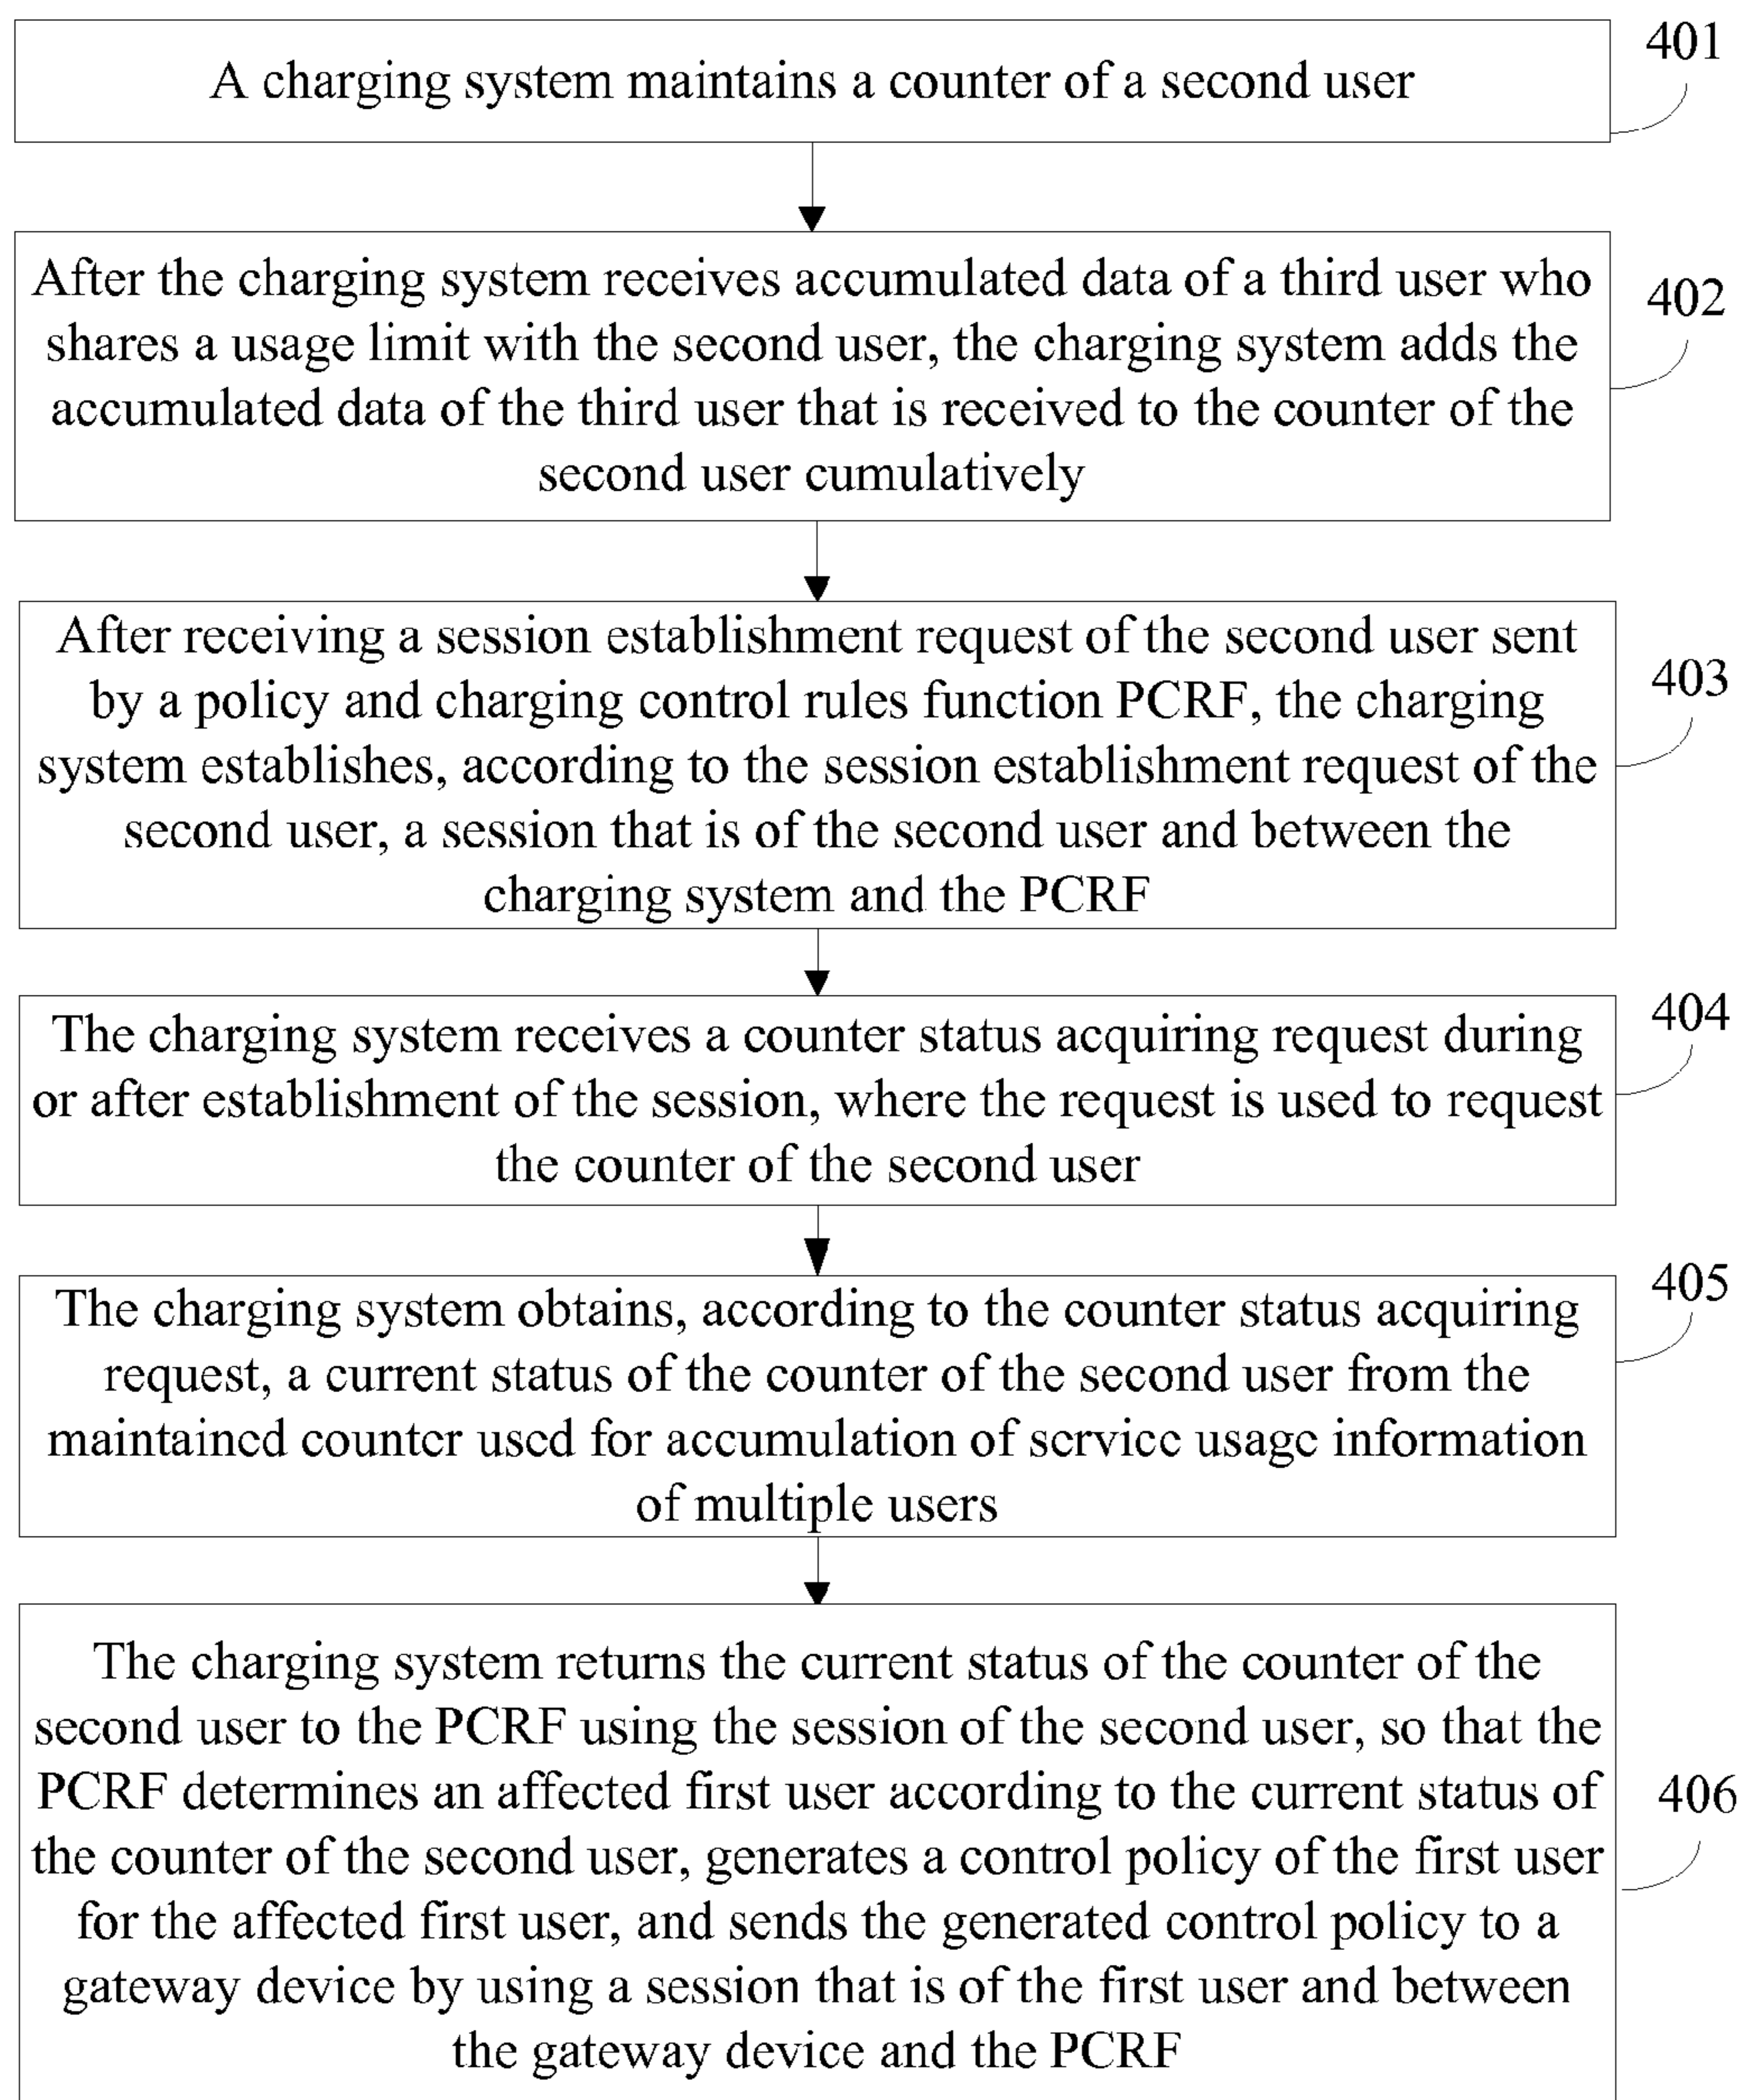 A charging system maintains a counter of a second user
401
After the charging system receives accumulated data of a third user who
shares a usage limit with the second user, the charging system adds the
accumulated data of the third user that is received to the counter of the
second user cumulatively
402
After receiving a session establishment request of the second user sent
by a policy and charging control rules function PCRF, the charging
system establishes, according to the session establishment request of the
second user, a session that is of the second user and between the
charging system and the PCRF
403
The charging system receives a counter status acquiring request during
or after establishment of the session, where the request is used to request
the counter of the second user
404
The charging system obtains, according to the counter status acquiring
request, a current status of the counter of the second user from the
maintained counter used for accumulation of service usage information
of multiple users
405
The charging system returns the current status of the counter of the
second user to the PCRF using the session of the second user, so that the
PCRF determines an affected first user according to the current status of
the counter of the second user, generates a control policy of the first user
for the affected first user, and sends the generated control policy to a
gateway device by using a session that is of the first user and between
the gateway device and the PCRF
406